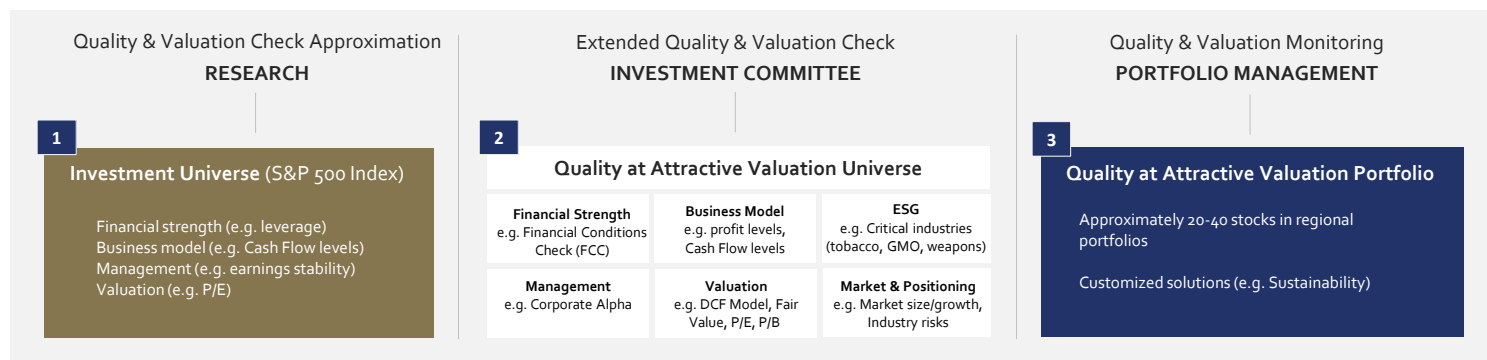 Quality & Valuation Check Approximation
RESEARCH
1
Investment Universe (S&P 500 Index)
Financial strength (e.g. leverage)
Business model (e.g. Cash Flow levels)
Management (e.g. earnings stability)
Valuation (e.g. P/E)
Extended Quality & Valuation Check
INVESTMENT COMMITTEE
2
Quality at Attractive Valuation Universe
Financial Strength
e.g. Financial Conditions
Check (FCC)
Business Model
e.g. profit levels,
Cash Flow levels
ESG
e.g. Critical industries
(tobacco, GMO, weapons)
Management
e.g. Corporate Alpha
Valuation
e.g. DCF Model, Fair
Value, P/E, P/B
Market & Positioning
e.g. Market size/growth,
Industry risks
Quality & Valuation Monitoring
PORTFOLIO MANAGEMENT
3
Quality at Attractive Valuation Portfolio
Approximately 20-40 stocks in regional
portfolios
Customized solutions (e.g. Sustainability)